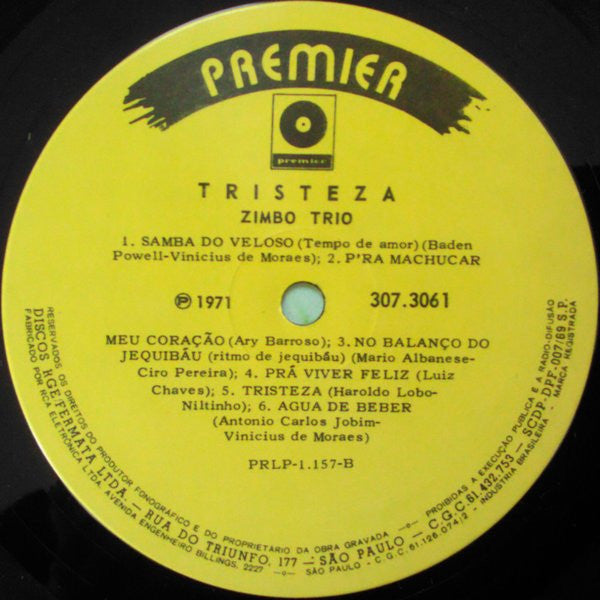 PREMIER
premier
TRISTEZA
ZIMBO TRIO
1. SAMBA DO VELOSO (Tempo de amor) (Baden
Powell-Vinicius de Moraes); 2. P'RA MACHUCAR
℗ 1971 307.3061
MEU CORAÇÃO (Ary Barroso); 3. NO BALANÇO DO
JEQUIBÁU (ritmo de jequibáu) (Mario Albanese-
Ciro Pereira); 4. PRÁ VIVER FELIZ (Luiz
Chaves); 5. TRISTEZA (Haroldo Lobo-
Niltinho); 6. AGUA DE BEBER
(Antonio Carlos Jobim-
Vinicius de Moraes)
PRLP-1.157-B
RESERVADOS OS DIREITOS DO PRODUTOR FONOGRÁFICO E DO PROPRIETÁRIO DA OBRA GRAVADA —o— PROIBIDAS A EXECUÇÃO PÚBLICA E A RÁDIO-DIFUSÃO
DISCOS RGE/FERMATA LTDA. — RUA DO TRIUNFO, 177 — SÃO PAULO — C.G.C. 61.432.753 — SCDP-DPF-007/69 S.P.
FABRICADO POR RCA ELETRÔNICA LTDA. AVENIDA ENGENHEIRO BILLINGS, 2227 —o— SÃO PAULO - C.G.C. 61.126.074/2 - INDÚSTRIA BRASILEIRA - MARCA REGISTRADA